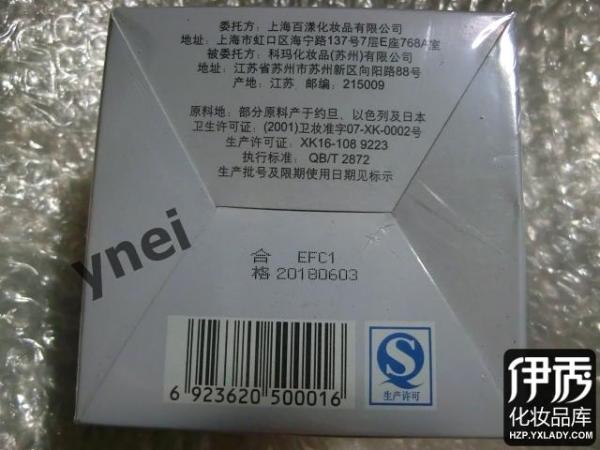 委托方：上海百漾化妆品有限公司
地址：上海市虹口区海宁路137号7层E座768A室
被委托方：科玛化妆品(苏州)有限公司
地址：江苏省苏州市苏州新区向阳路88号
产地：江苏 邮编：215009
原料地：部分原料产于约旦、以色列及日本
卫生许可证：(2001)卫妆准字07-XK-0002号
生产许可证：XK16-108 9223
执行标准：QB/T 2872
生产批号及限期使用日期见标示
ynei
合 EFC1
格 20180603
生产许可
6 923620 500016
伊秀
化妆品库
HZP.YXLADY.COM